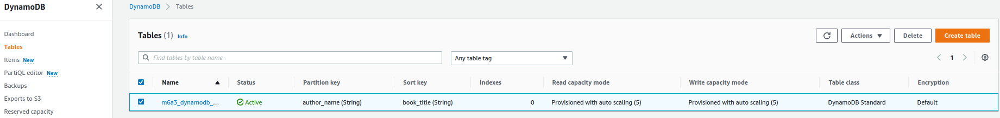 DynamoDB
Dashboard
Tables
Items New
PartiQL editor New
Backups
Exports to S3
Reserved capacity
DynamoDB Tables
Tables (1) Info
Actions Delete Create table
Find tables by table name Any table tag 1
Name Status Partition key Sort key Indexes Read capacity mode Write capacity mode Table class Encryption
m6a3_dynamodb_... Active author_name (String) book_title (String) 0 Provisioned with auto scaling (5) Provisioned with auto scaling (5) DynamoDB Standard Default